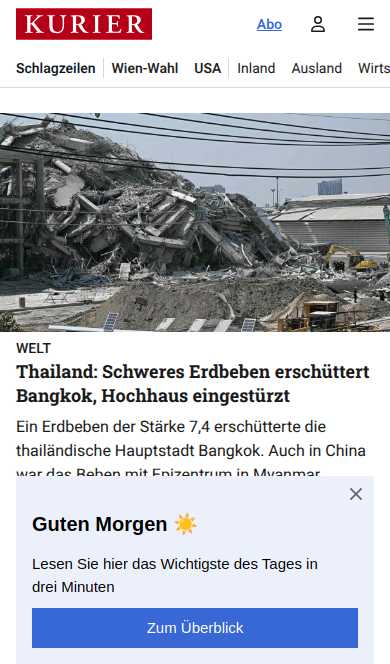 KURIER
Abo
Schlagzeilen Wien-Wahl USA Inland Ausland Wirts
WELT
Thailand: Schweres Erdbeben erschüttert
Bangkok, Hochhaus eingestürzt
Ein Erdbeben der Stärke 7,4 erschütterte die
thailändische Hauptstadt Bangkok. Auch in China
war das Beben mit Epizentrum in Myanmar
Guten Morgen ☀️
Lesen Sie hier das Wichtigste des Tages in
drei Minuten
Zum Überblick